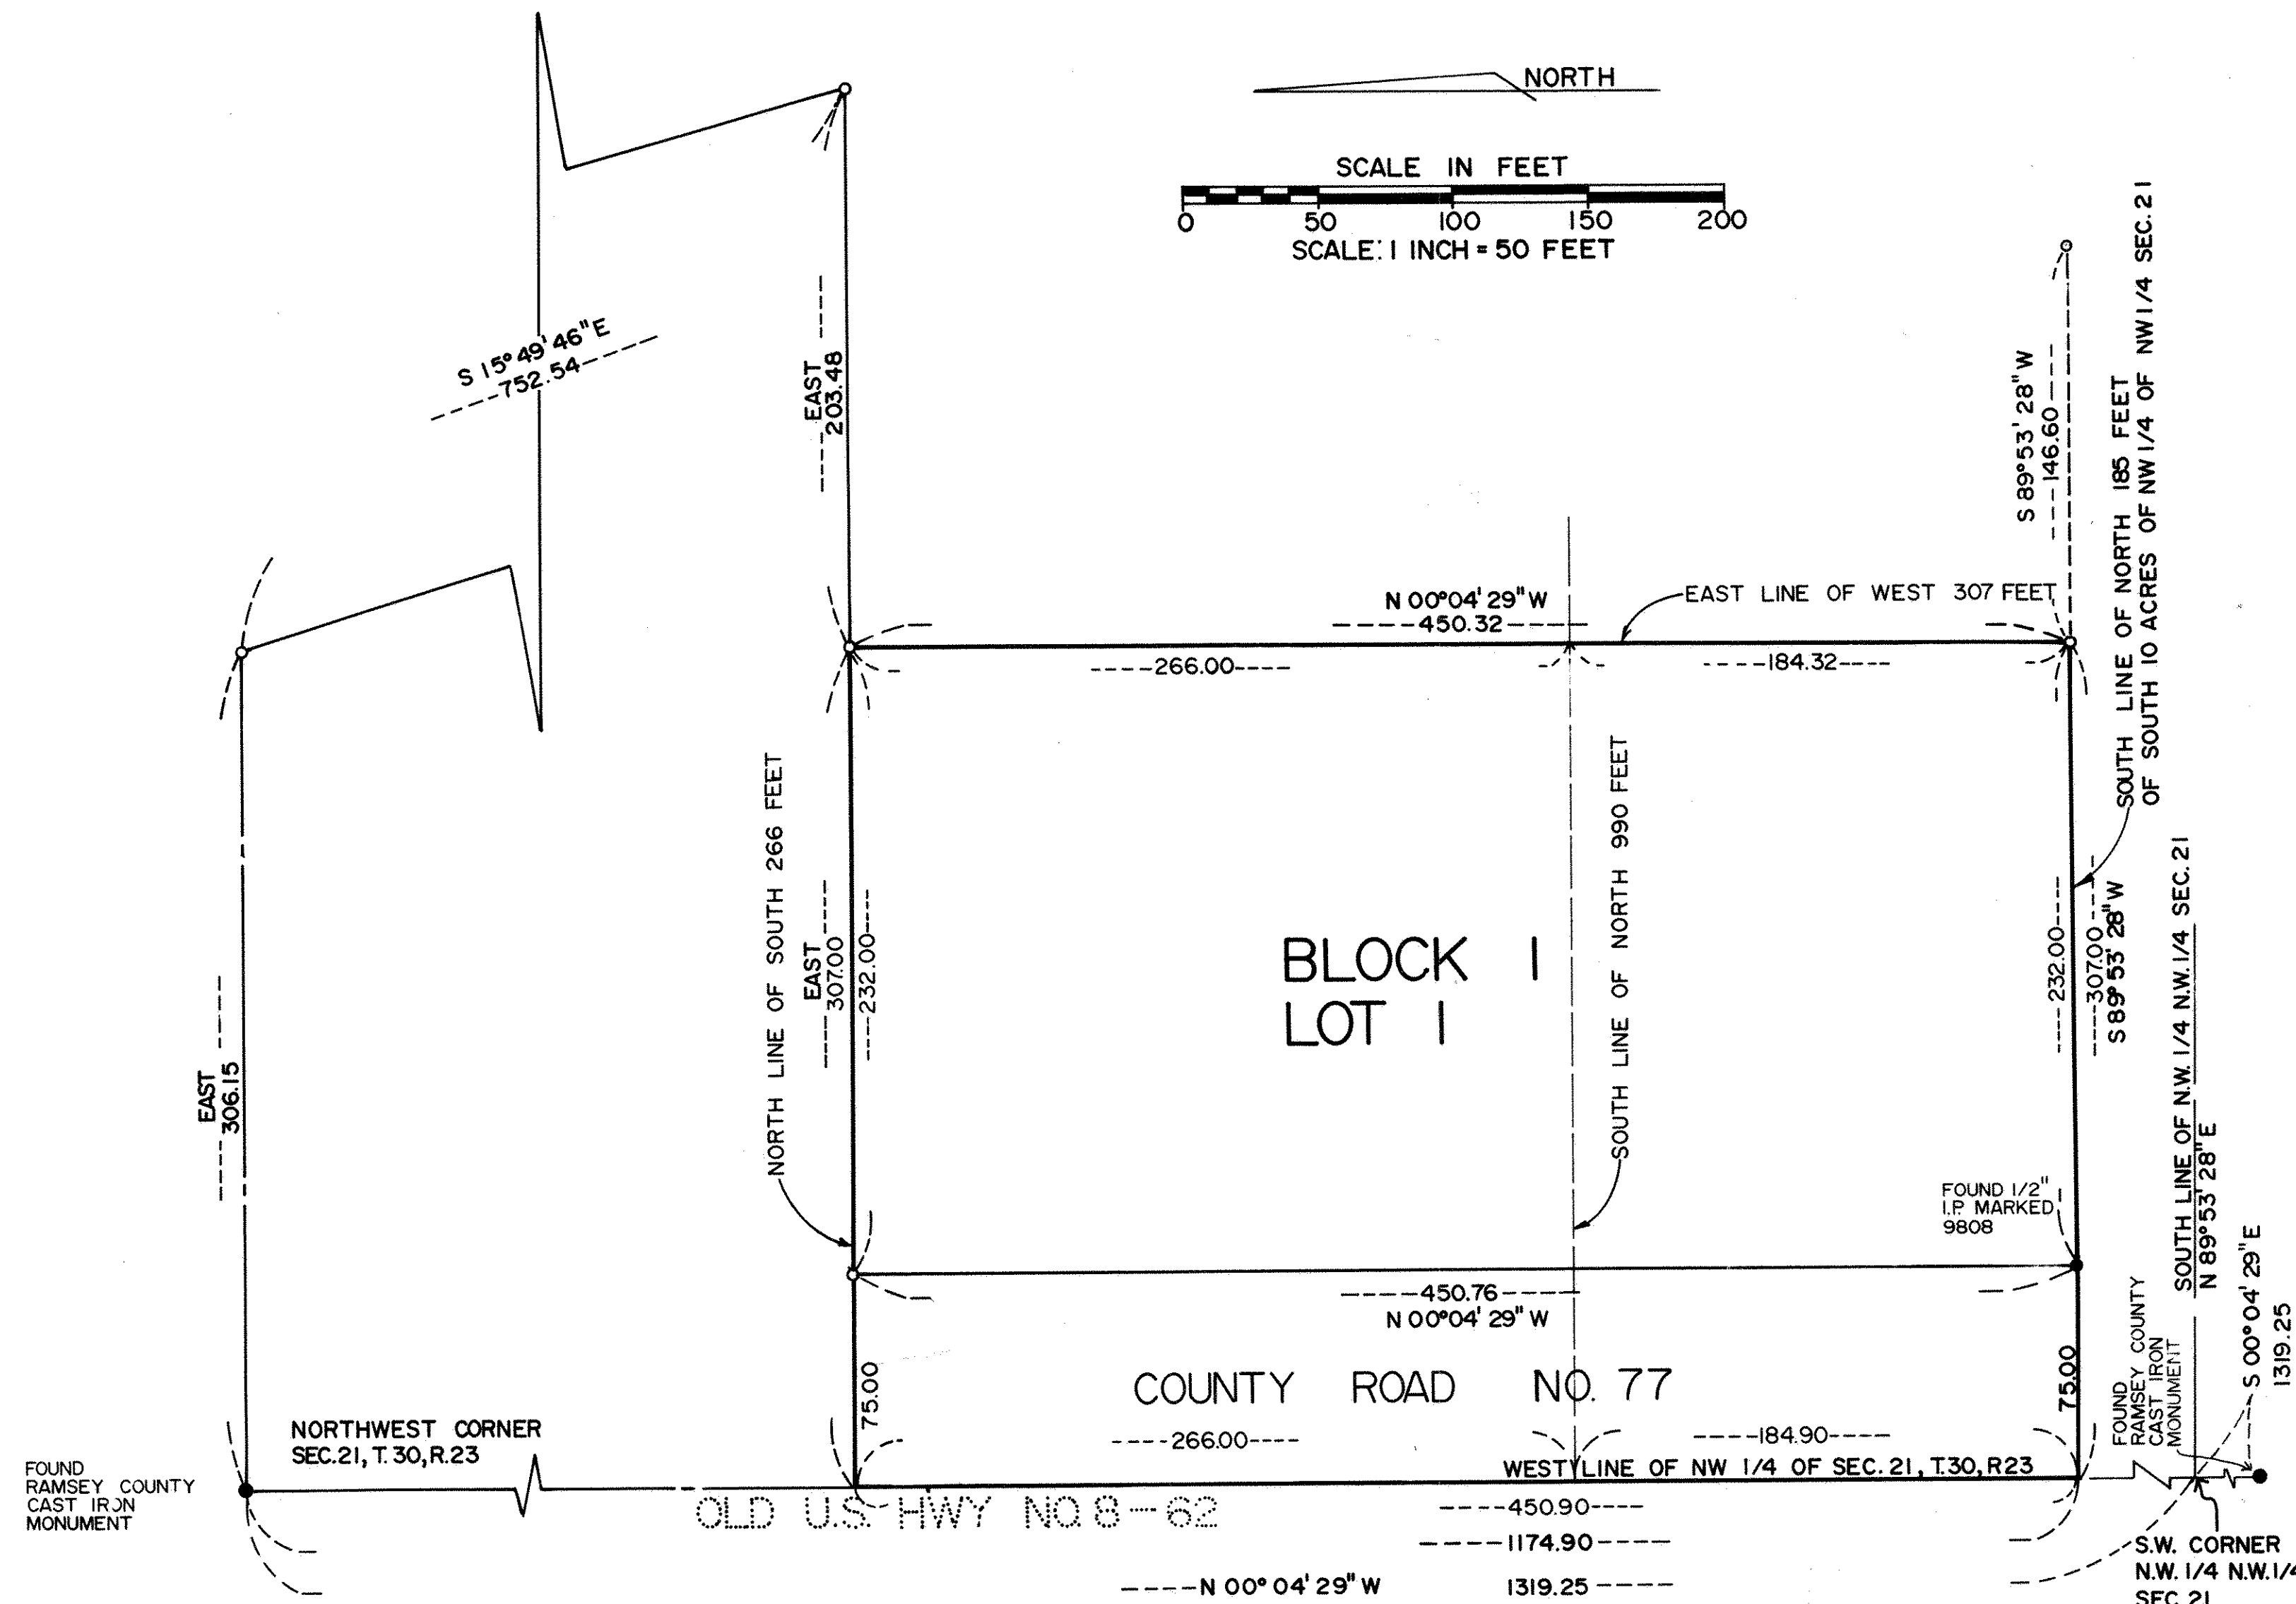 NORTH
SCALE IN FEET
0 50 100 150 200
SCALE: 1 INCH = 50 FEET
S 15° 49' 46" E
752.54
EAST
203.48
S 89° 53' 28" W
146.60
SOUTH LINE OF NORTH 185 FEET
OF SOUTH 10 ACRES OF NW 1/4 OF NW 1/4 SEC. 21
N 00° 04' 29" W
450.32
EAST LINE OF WEST 307 FEET
266.00
184.32
NORTH LINE OF SOUTH 266 FEET
SOUTH LINE OF NORTH 990 FEET
EAST
307.00
232.00
BLOCK 1
LOT 1
232.00
307.00
S 89° 53' 28" W
EAST
306.15
SOUTH LINE OF N.W. 1/4 N.W. 1/4 SEC. 21
N 89° 53' 28" E
FOUND 1/2"
I.P. MARKED
9808
450.76
N 00° 04' 29" W
75.00
COUNTY ROAD NO. 77
75.00
FOUND
RAMSEY COUNTY
CAST IRON
MONUMENT
S 00° 04' 29" E
1319.25
NORTHWEST CORNER
SEC. 21, T. 30, R. 23
FOUND
RAMSEY COUNTY
CAST IRON
MONUMENT
266.00
184.90
WEST LINE OF NW 1/4 OF SEC. 21, T.30, R23
OLD U.S. HWY NO. 8-62
450.90
1174.90
N 00° 04' 29" W 1319.25
S.W. CORNER
N.W. 1/4 N.W. 1/4
SEC. 21